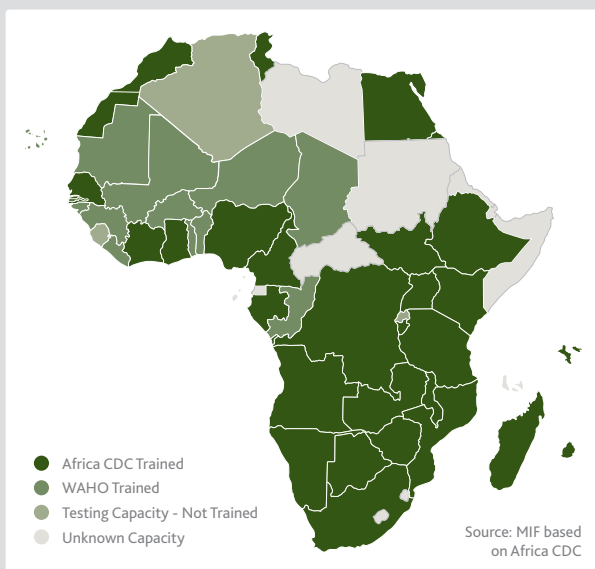 Africa CDC Trained
WAHO Trained
Testing Capacity - Not Trained
Unknown Capacity
Source: MIF based
on Africa CDC